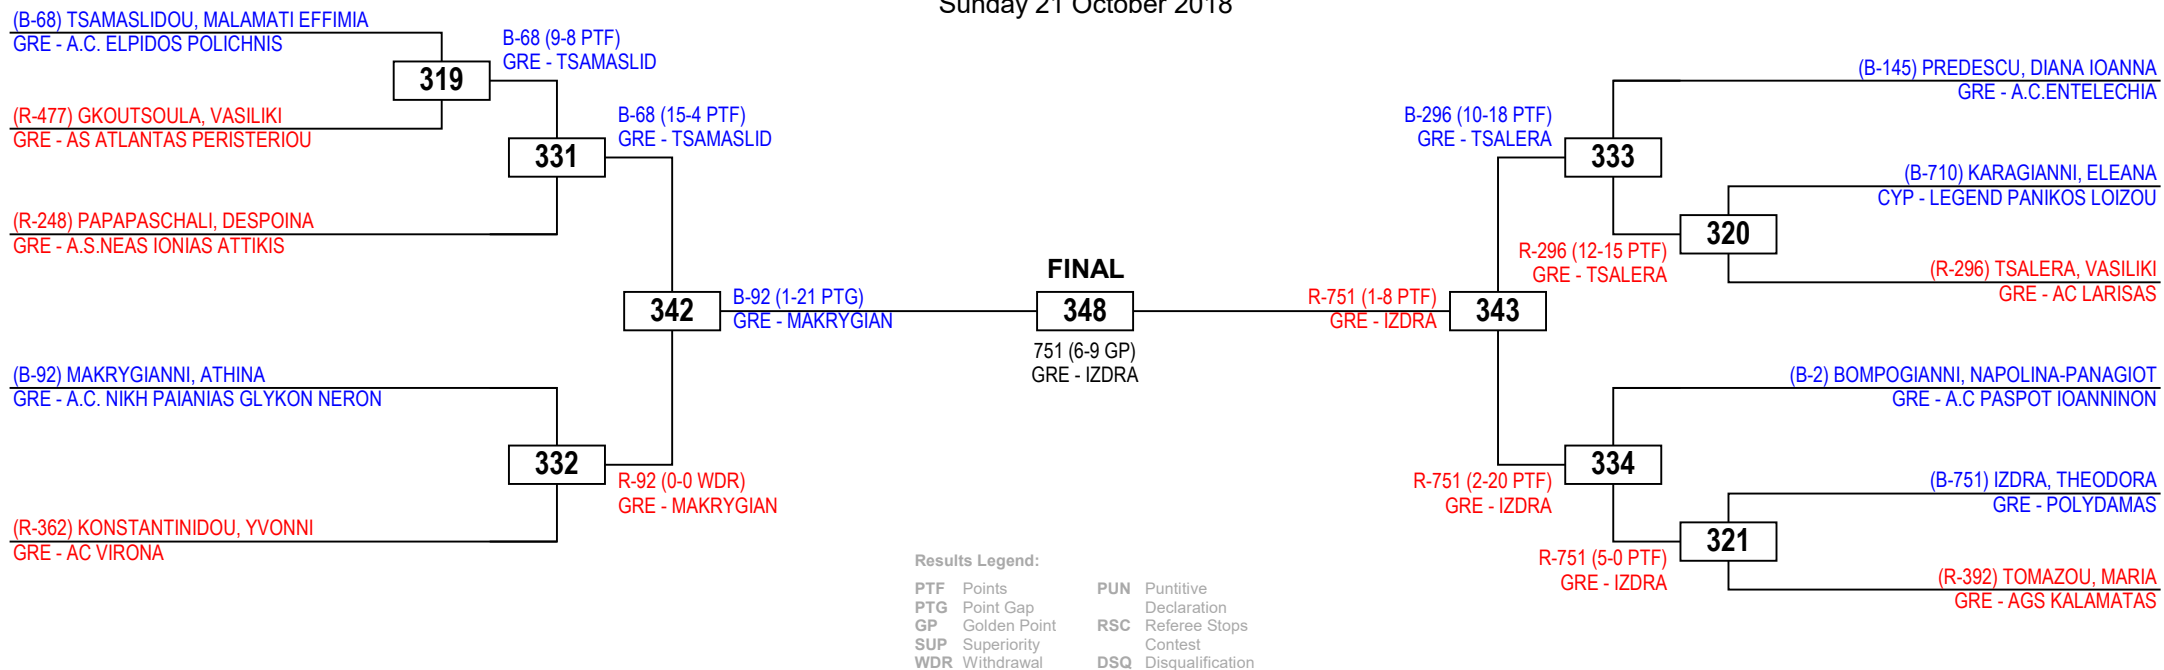 Sunday 21 October 2018
(B-68) TSAMASLIDOU, MALAMATI EFFIMIA
GRE - A.C. ELPIDOS POLICHNIS
B-68 (9-8 PTF)
GRE - TSAMASLID
319
(R-477) GKOUTSOULA, VASILIKI
GRE - AS ATLANTAS PERISTERIOU
B-68 (15-4 PTF)
GRE - TSAMASLID
331
(R-248) PAPAPASCHALI, DESPOINA
GRE - A.S.NEAS IONIAS ATTIKIS
342
B-92 (1-21 PTG)
GRE - MAKRYGIAN
(B-92) MAKRYGIANNI, ATHINA
GRE - A.C. NIKH PAIANIAS GLYKON NERON
332
R-92 (0-0 WDR)
GRE - MAKRYGIAN
(R-362) KONSTANTINIDOU, YVONNI
GRE - AC VIRONA
FINAL
348
751 (6-9 GP)
GRE - IZDRA
(B-145) PREDESCU, DIANA IOANNA
GRE - A.C.ENTELECHIA
B-296 (10-18 PTF)
GRE - TSALERA
333
(B-710) KARAGIANNI, ELEANA
CYP - LEGEND PANIKOS LOIZOU
320
R-296 (12-15 PTF)
GRE - TSALERA
(R-296) TSALERA, VASILIKI
GRE - AC LARISAS
R-751 (1-8 PTF)
GRE - IZDRA
343
(B-2) BOMPOGIANNI, NAPOLINA-PANAGIOT
GRE - A.C PASPOT IOANNINON
334
R-751 (2-20 PTF)
GRE - IZDRA
(B-751) IZDRA, THEODORA
GRE - POLYDAMAS
321
R-751 (5-0 PTF)
GRE - IZDRA
(R-392) TOMAZOU, MARIA
GRE - AGS KALAMATAS
Results Legend:
PTF Points
PTG Point Gap
GP Golden Point
SUP Superiority
WDR Withdrawal
PUN Puntitive
Declaration
RSC Referee Stops
Contest
DSQ Disqualification